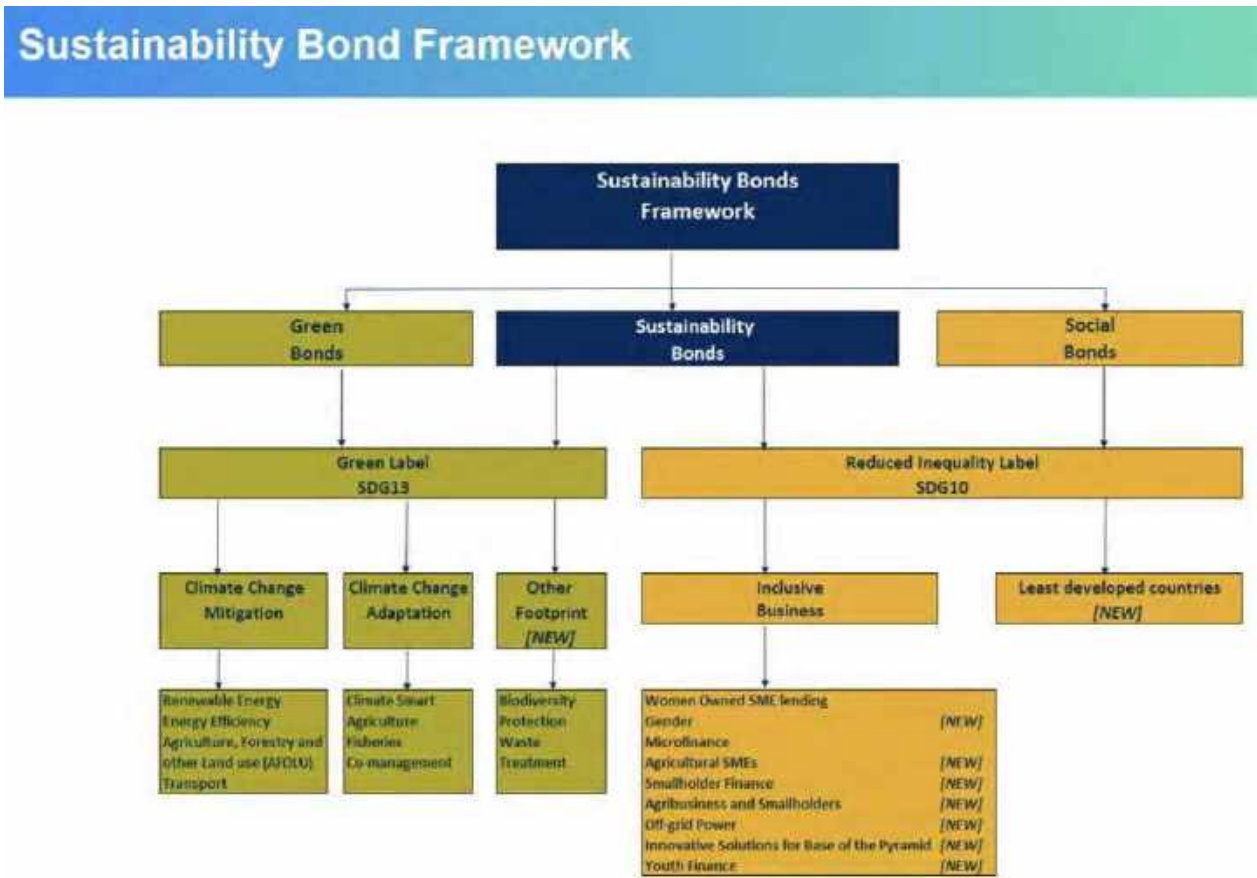 Sustainability Bond Framework
Sustainability Bonds
Framework
Green
Bonds
Sustainability
Bonds
Social
Bonds
Green Label
SDG13
Reduced Inequality Label
SDG10
Climate Change
Mitigation
Climate Change
Adaptation
Other
Footprint
[NEW]
Inclusive
Business
Least developed countries
[NEW]
Renewable Energy
Energy Efficiency
Agriculture, Forestry and
other Land use (AFOLU)
Transport
Climate Smart
Agriculture
Fisheries
Co-management
Biodiversity
Protection
Waste
Treatment
Women Owned SME lending
Gender [NEW]
Microfinance
Agricultural SMEs [NEW]
Smallholder Finance [NEW]
Agribusiness and Smallholders [NEW]
Off-grid Power [NEW]
Innovative Solutions for Base of the Pyramid [NEW]
Youth Finance [NEW]